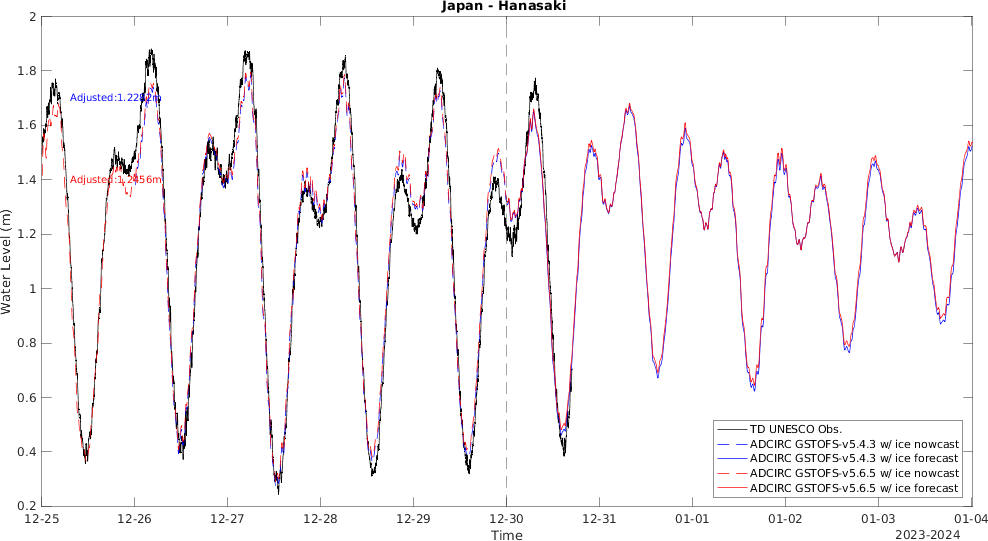 Japan - Hanasaki
2
1.8
1.6
1.4
1.2
1
0.8
0.6
0.4
0.2
Water Level (m)
Adjusted:1.2282m
Adjusted:1.2456m
TD UNESCO Obs.
ADCIRC GSTOFS-v5.4.3 w/ ice nowcast
ADCIRC GSTOFS-v5.4.3 w/ ice forecast
ADCIRC GSTOFS-v5.6.5 w/ ice nowcast
ADCIRC GSTOFS-v5.6.5 w/ ice forecast
12-25 12-26 12-27 12-28 12-29 12-30 12-31 01-01 01-02 01-03 01-04
Time
2023-2024